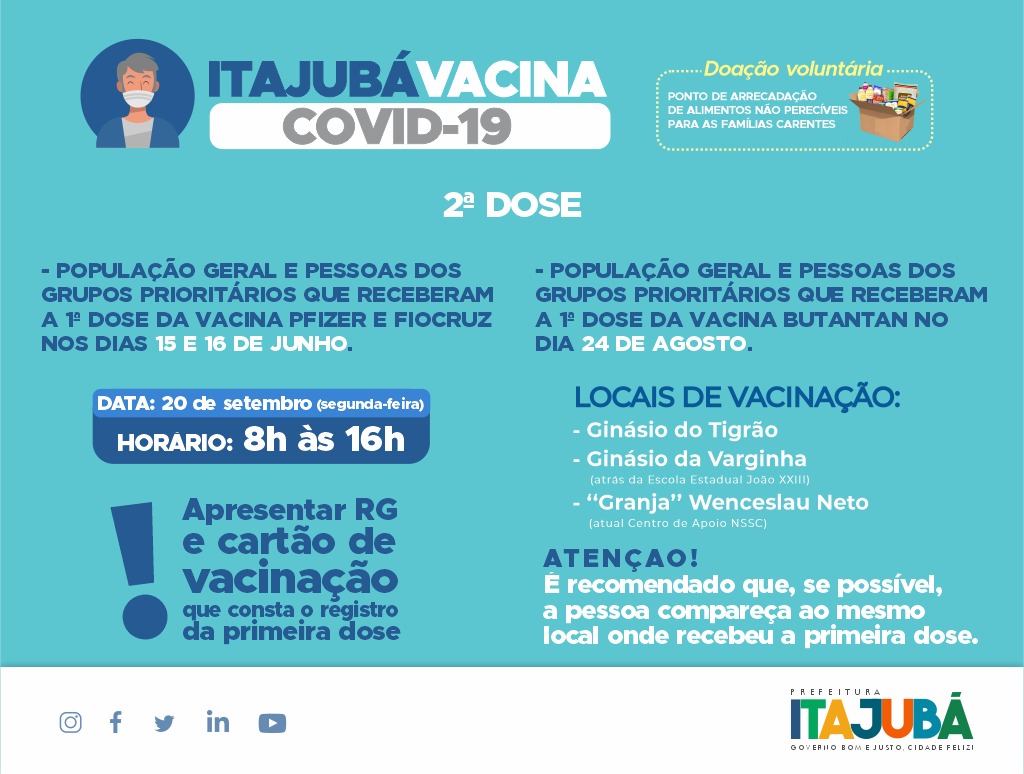 ITAJUBÁVACINA
COVID-19
Doação voluntária
PONTO DE ARRECADAÇÃO
DE ALIMENTOS NÃO PERECÍVEIS
PARA AS FAMÍLIAS CARENTES
2ª DOSE
- POPULAÇÃO GERAL E PESSOAS DOS
GRUPOS PRIORITÁRIOS QUE RECEBERAM
A 1ª DOSE DA VACINA PFIZER E FIOCRUZ
NOS DIAS 15 E 16 DE JUNHO.
DATA: 20 de setembro (segunda-feira)
HORÁRIO: 8h às 16h
Apresentar RG
e cartão de
vacinação
que consta o registro
da primeira dose
- POPULAÇÃO GERAL E PESSOAS DOS
GRUPOS PRIORITÁRIOS QUE RECEBERAM
A 1ª DOSE DA VACINA BUTANTAN NO
DIA 24 DE AGOSTO.
LOCAIS DE VACINAÇÃO:
- Ginásio do Tigrão
- Ginásio da Varginha
(atrás da Escola Estadual João XXIII)
- “Granja” Wenceslau Neto
(atual Centro de Apoio NSSC)
ATENÇAO!
É recomendado que, se possível,
a pessoa compareça ao mesmo
local onde recebeu a primeira dose.
PREFEITURA
ITAJUBÁ
GOVERNO BOM E JUSTO, CIDADE FELIZ!